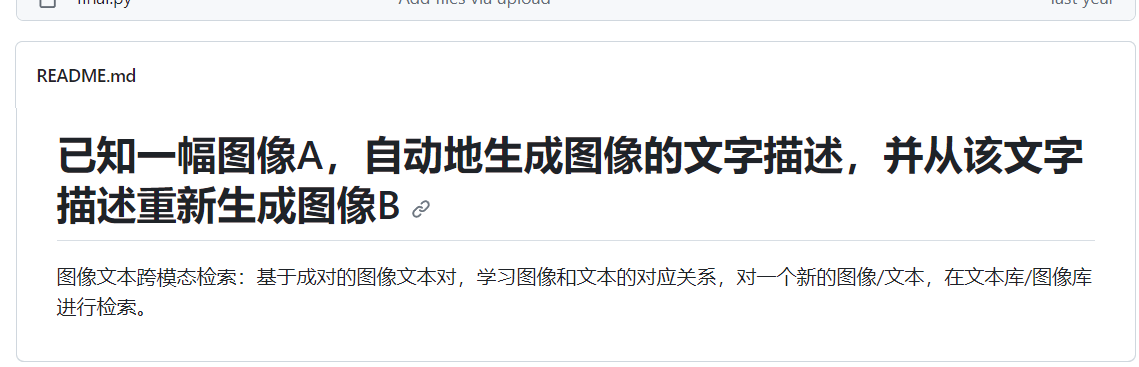 final.py Add files via upload last year
README.md
已知一幅图像A，自动地生成图像的文字描述，并从该文字
描述重新生成图像B
图像文本跨模态检索：基于成对的图像文本对，学习图像和文本的对应关系，对一个新的图像/文本，在文本库/图像库
进行检索。